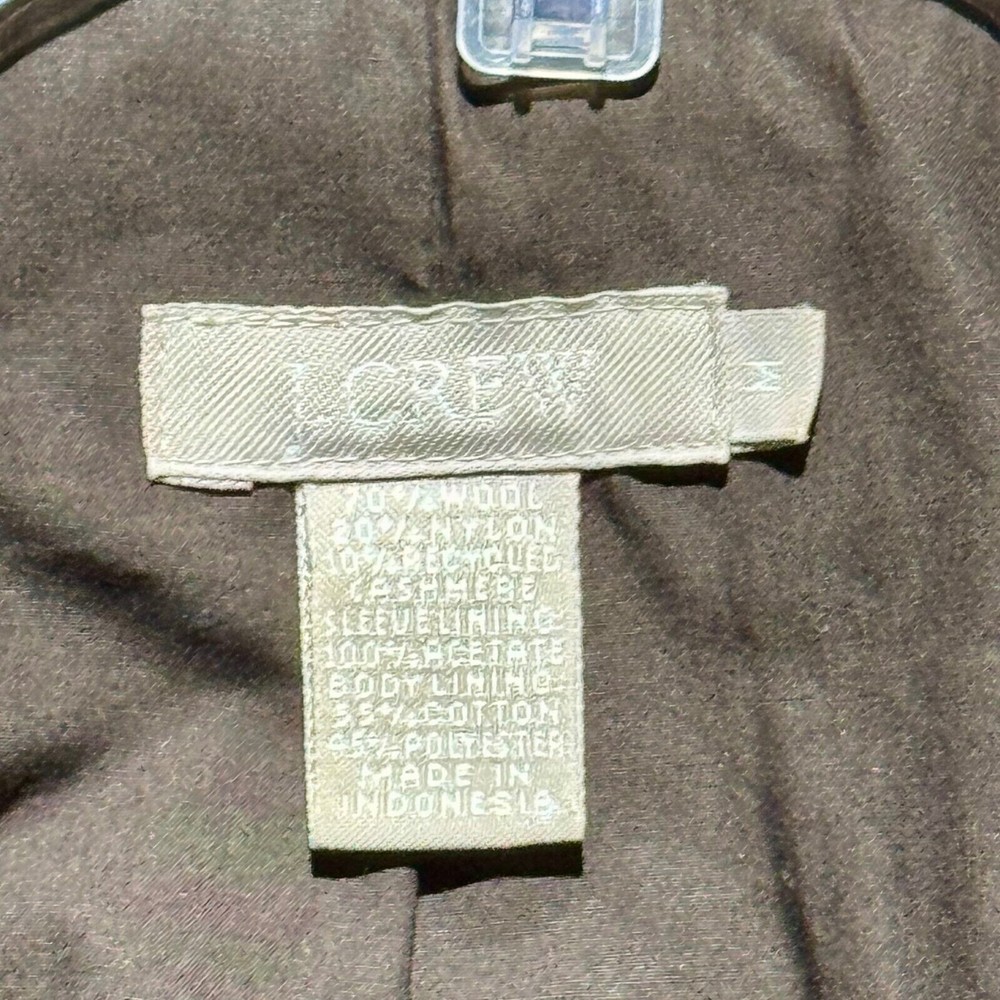 J.CREW
M
70% WOOL
20% NYLON
10% RECYCLED
CASHMERE
SLEEVE LINING
100% ACETATE
BODY LINING
55% COTTON
45% POLYESTER
MADE IN
INDONESIA